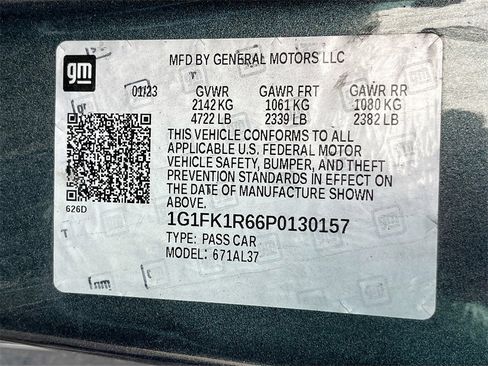 gm
MFD BY GENERAL MOTORS LLC
01/23 GVWR GAWR FRT GAWR RR
2142 KG 1061 KG 1080 KG
4722 LB 2339 LB 2382 LB
THIS VEHICLE CONFORMS TO ALL
APPLICABLE U.S. FEDERAL MOTOR
VEHICLE SAFETY, BUMPER, AND THEFT
PREVENTION STANDARDS IN EFFECT ON
THE DATE OF MANUFACTURE SHOWN
ABOVE.
626D
1G1FK1R66P0130157
TYPE: PASS CAR
MODEL: 671AL37